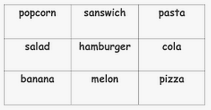 popcorn sanswich pasta
salad hamburger cola
banana melon pizza